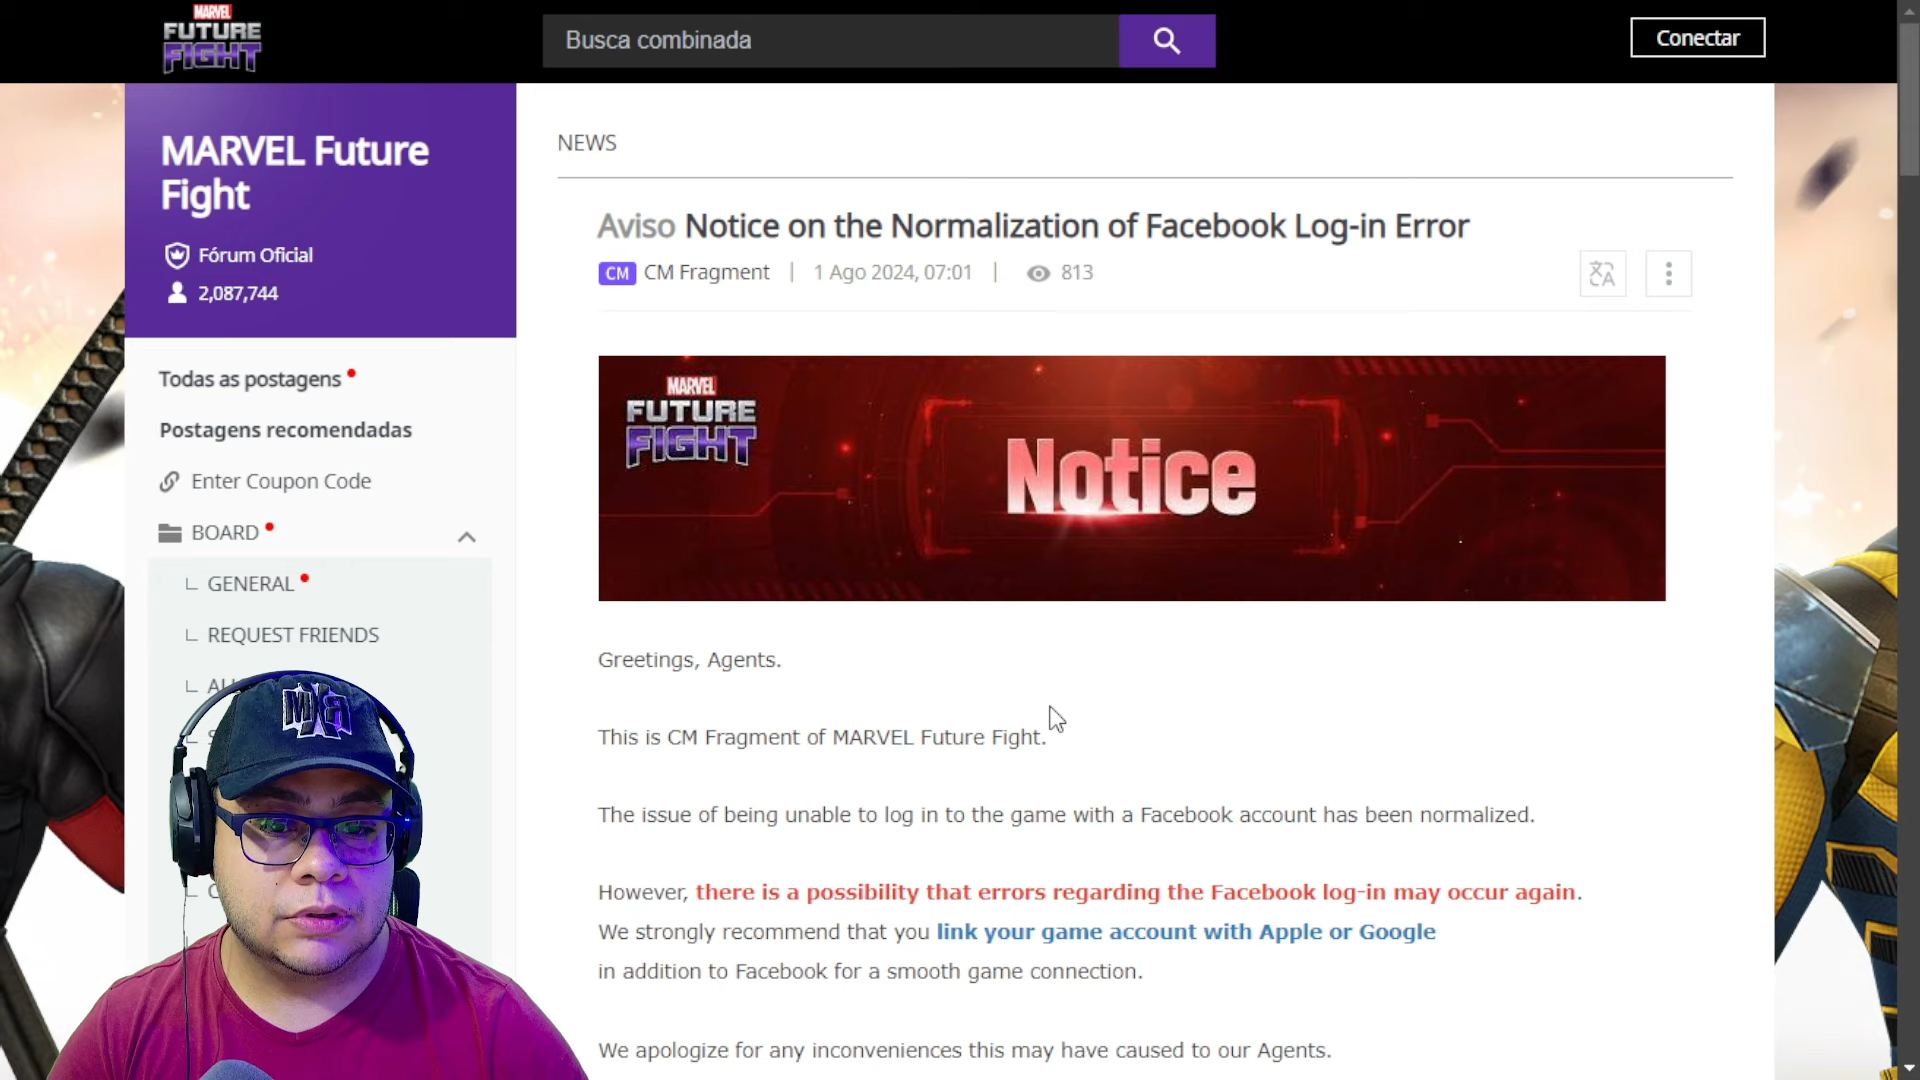 MARVEL
FUTURE
FIGHT
Busca combinada
Conectar
MARVEL Future
Fight
Fórum Oficial
2,087,744
Todas as postagens
Postagens recomendadas
Enter Coupon Code
BOARD
GENERAL
REQUEST FRIENDS
NEWS
Aviso Notice on the Normalization of Facebook Log-in Error
CM CM Fragment | 1 Ago 2024, 07:01 | 813
MARVEL
FUTURE
FIGHT
Notice
Greetings, Agents.
This is CM Fragment of MARVEL Future Fight.
The issue of being unable to log in to the game with a Facebook account has been normalized.
However, there is a possibility that errors regarding the Facebook log-in may occur again.
We strongly recommend that you link your game account with Apple or Google
in addition to Facebook for a smooth game connection.
We apologize for any inconveniences this may have caused to our Agents.